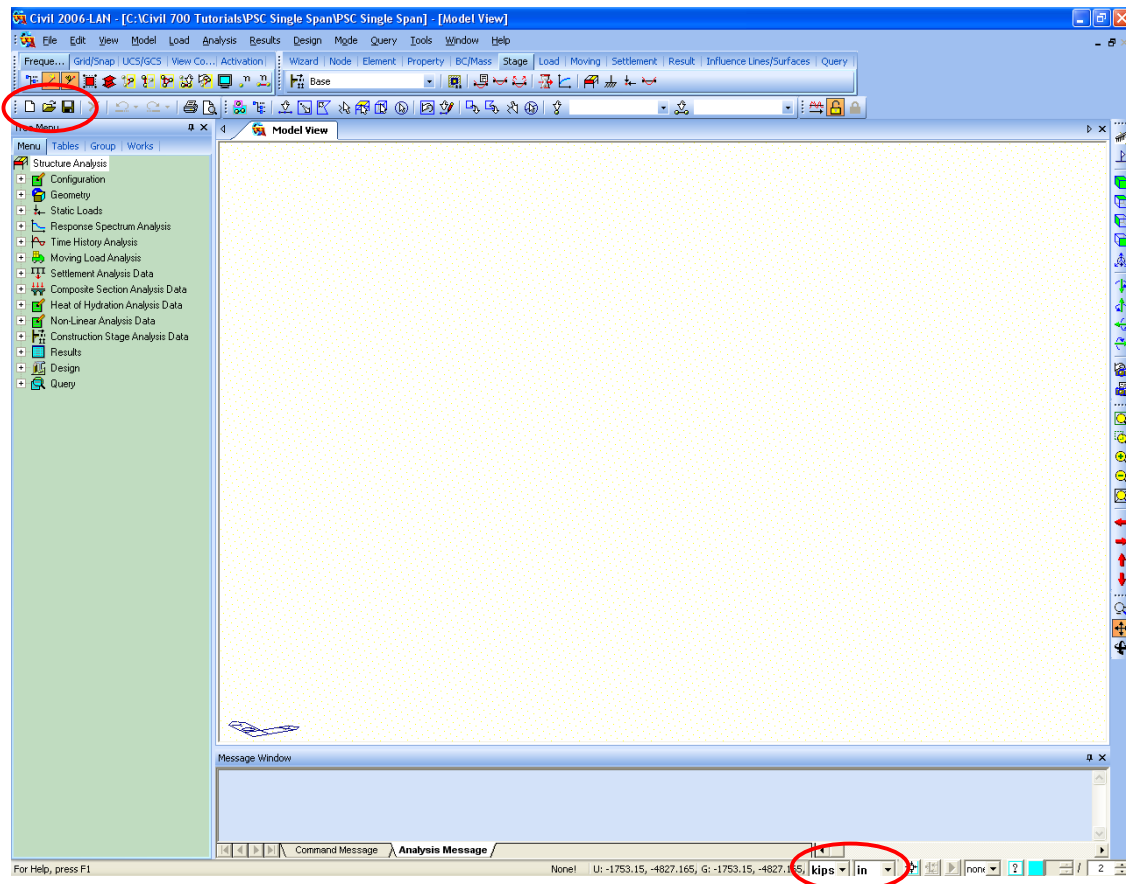 Civil 2006-LAN - [C:\Civil 700 Tutorials\PSC Single Span\PSC Single Span] - [Model View]
File Edit View Model Load Analysis Results Design Mode Query Tools Window Help
Freque... Grid/Snap UCS/GCS View Co... Activation Wizard Node Element Property BC/Mass Stage Load Moving Settlement Result Influence Lines/Surfaces Query
Base
Tree Menu
Model View
Menu Tables Group Works
Structure Analysis
Configuration
Geometry
Static Loads
Response Spectrum Analysis
Time History Analysis
Moving Load Analysis
Settlement Analysis Data
Composite Section Analysis Data
Heat of Hydration Analysis Data
Non-Linear Analysis Data
Construction Stage Analysis Data
Results
Design
Query
Message Window
Command Message Analysis Message
For Help, press F1 None! U: -1753.15, -4827.165, G: -1753.15, -4827.165, kips in none ? / 2